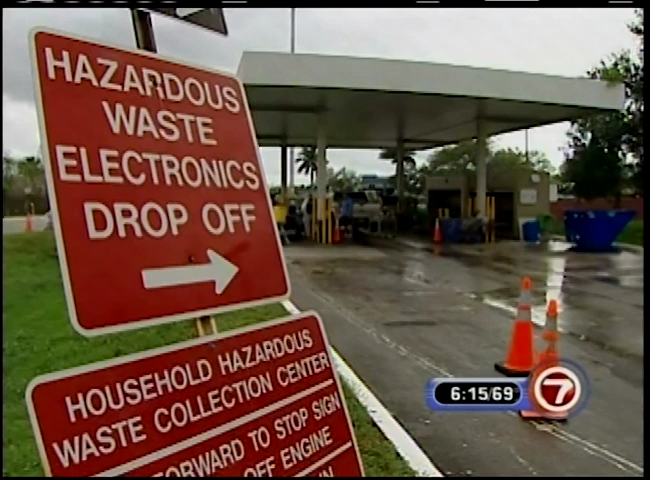 HAZARDOUS
WASTE
ELECTRONICS
DROP OFF
HOUSEHOLD HAZARDOUS
WASTE COLLECTION CENTER
FORWARD TO STOP SIGN
OFF ENGINE
6:15/69
7